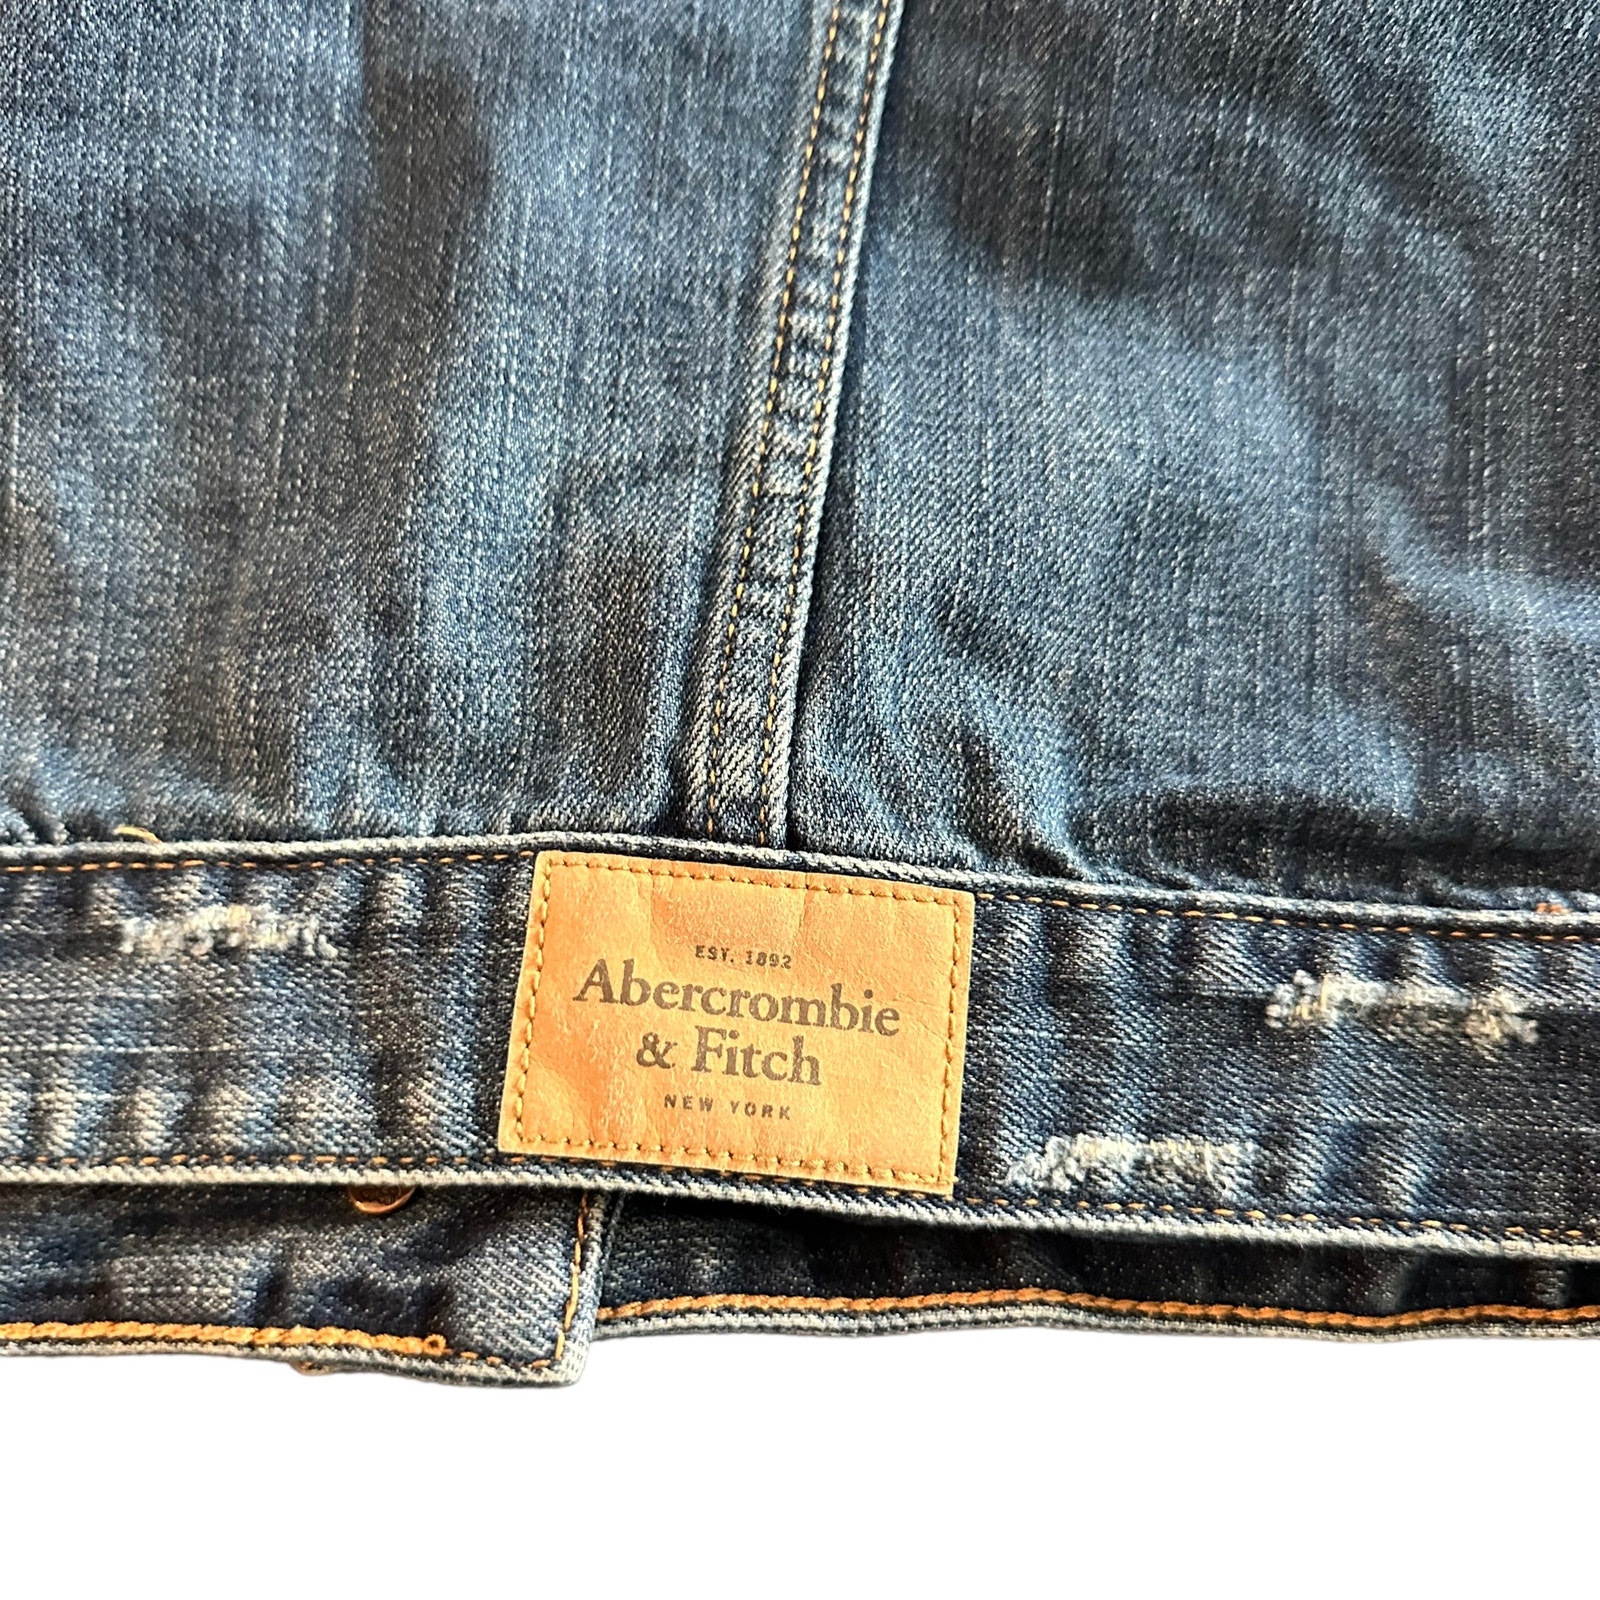 EST. 1892
Abercrombie
& Fitch
NEW YORK